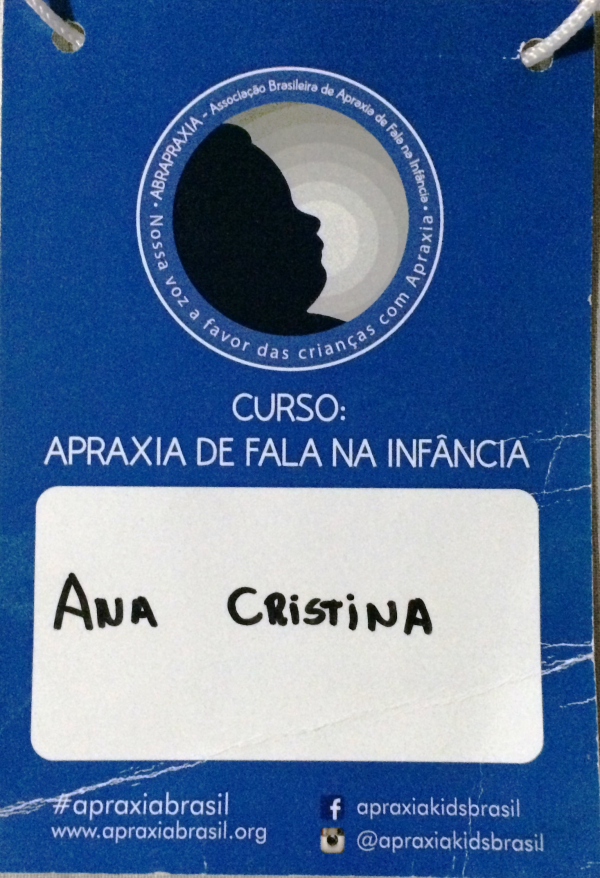 ABRAPRAXIA - Associação Brasileira de Apraxia de Fala na Infância •
Nossa voz a favor das crianças com Apraxia •
CURSO:
APRAXIA DE FALA NA INFÂNCIA
ANA CRISTINA
#apraxiabrasil
www.apraxiabrasil.org
f apraxiakidsbrasil
@apraxiakidsbrasil